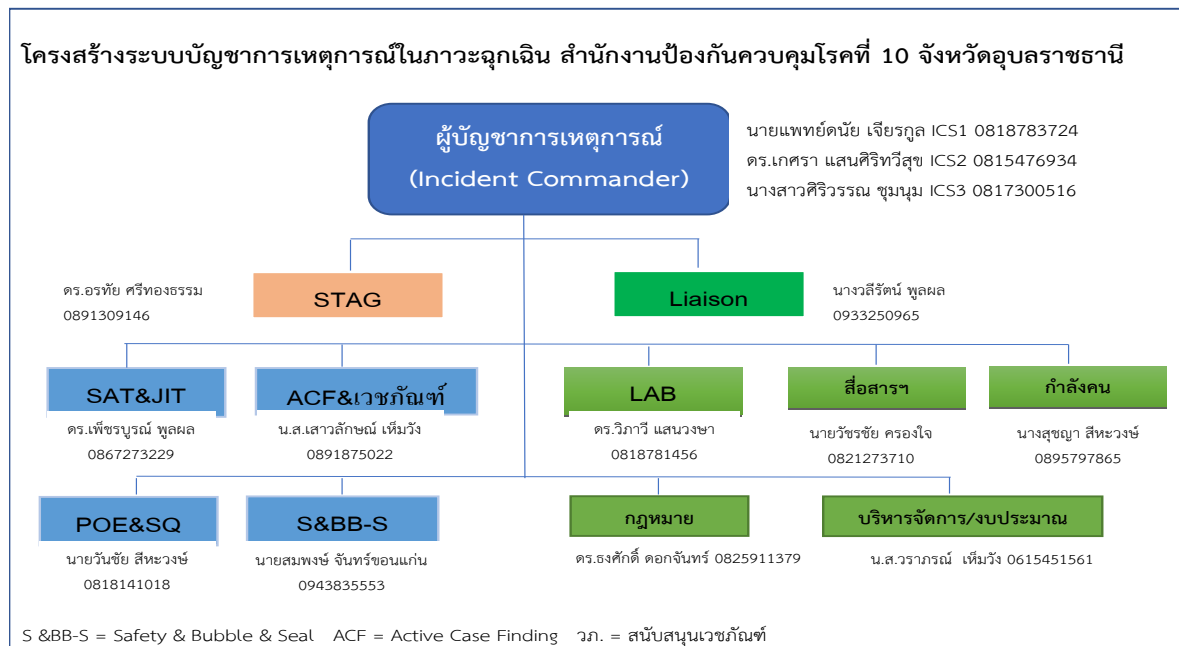 โครงสร้างระบบบัญชาการเหตุการณ์ในภาวะฉุกเฉิน สำนักงานป้องกันควบคุมโรคที่ 10 จังหวัดอุบลราชธานี
ผู้บัญชาการเหตุการณ์
(Incident Commander)
นายแพทย์ดนัย เจียรกูล ICS1 0818783724
ดร.เกศรา แสนศิริทวีสุข ICS2 0815476934
นางสาวศิริวรรณ ชุมนุม ICS3 0817300516
ดร.อรทัย ศรีทองธรรม
0891309146
STAG
Liaison
นางวลีรัตน์ พูลผล
0933250965
SAT&JIT
ดร.เพ็ชรบูรณ์ พูลผล
0867273229
ACF&เวชภัณฑ์
น.ส.เสาวลักษณ์ เห็มวัง
0891875022
LAB
ดร.วิภาวี แสนวงษา
0818781456
สื่อสารฯ
นายวัชรชัย ครองใจ
0821273710
กำลังคน
นางสุชญา สีหะวงษ์
0895797865
POE&SQ
นายวันชัย สีหะวงษ์
0818141018
S&BB-S
นายสมพงษ์ จันทร์ขอนแก่น
0943835553
กฎหมาย
ดร.ธงศักดิ์ ดอกจันทร์ 0825911379
บริหารจัดการ/งบประมาณ
น.ส.วราภรณ์ เห็มวัง 0615451561
S &BB-S = Safety & Bubble & Seal ACF = Active Case Finding วภ. = สนับสนุนเวชภัณฑ์